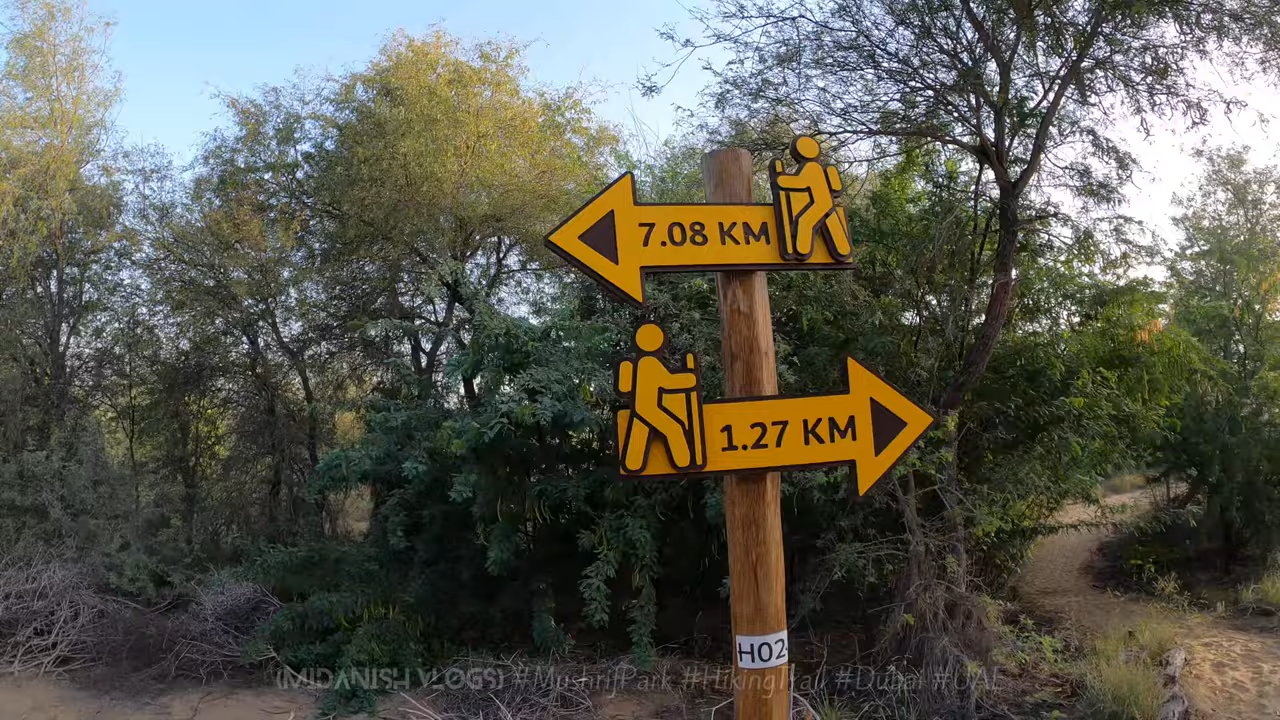 7.08 KM
1.27 KM
H02
(MIDANISH VLOGS) #MushrifPark #HikingTrail #Dubai #UAE